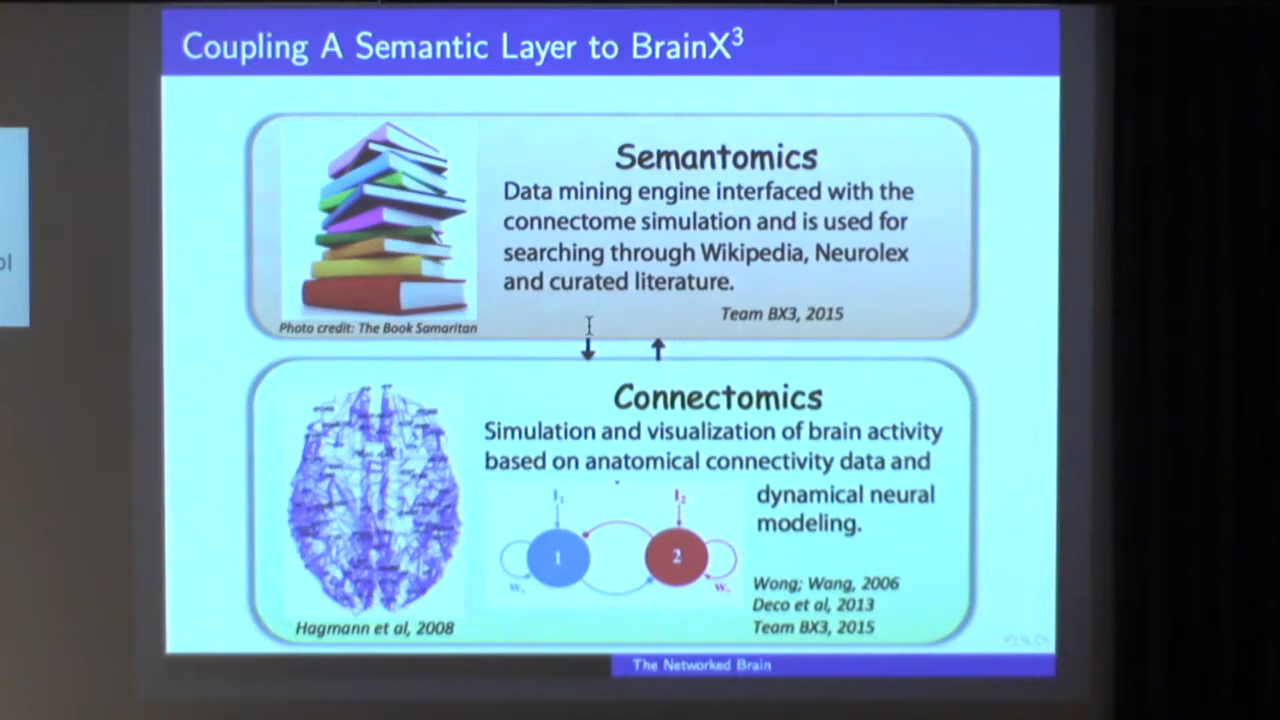 Coupling A Semantic Layer to BrainX³
Semantomics
Data mining engine interfaced with the
connectome simulation and is used for
searching through Wikipedia, Neurolex
and curated literature.
Team BX3, 2015
Photo credit: The Book Samaritan
Connectomics
Simulation and visualization of brain activity
based on anatomical connectivity data and
dynamical neural
modeling.
I₁
I₂
1
2
Wong; Wang, 2006
Deco et al, 2013
Team BX3, 2015
Hagmann et al, 2008
The Networked Brain